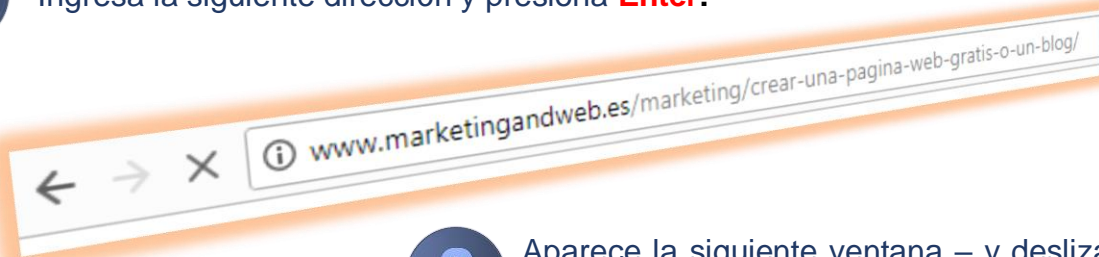 Ingresa la siguiente dirección y presiona Enter.
www.marketingandweb.es/marketing/crear-una-pagina-web-gratis-o-un-blog/
Aparece la siguiente ventana – y desliza